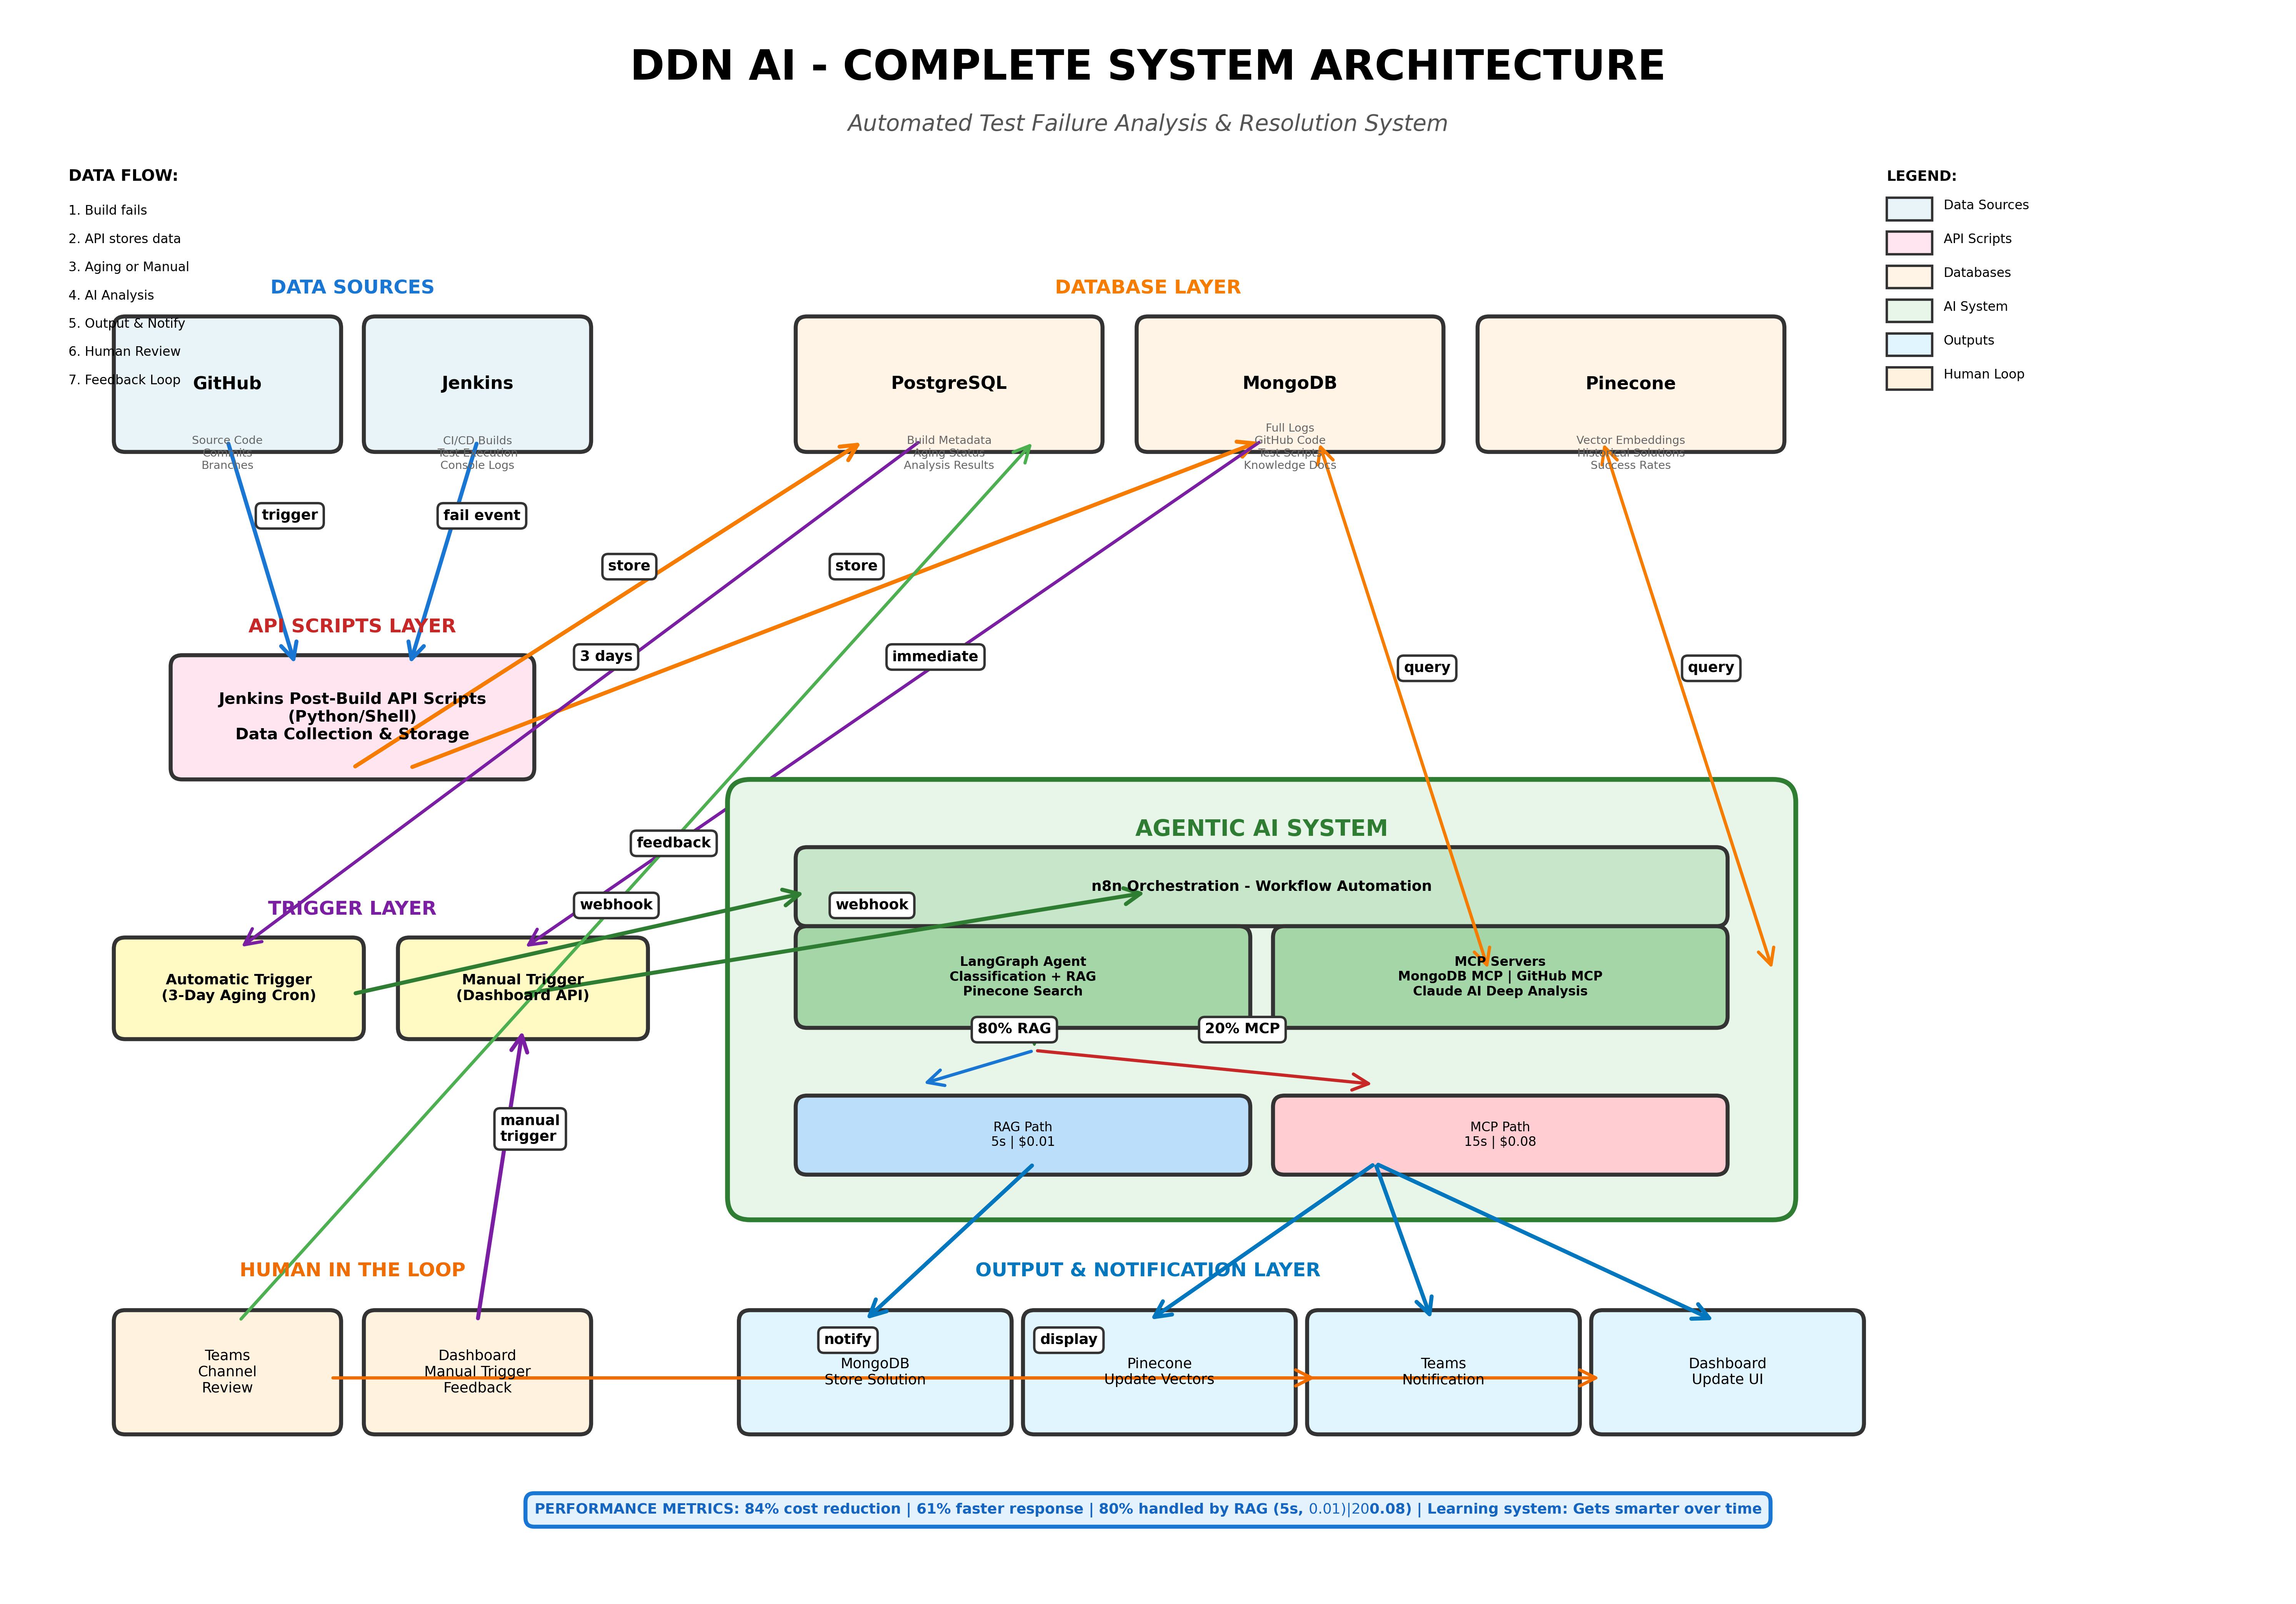 DDN AI - COMPLETE SYSTEM ARCHITECTURE
Automated Test Failure Analysis & Resolution System
DATA FLOW:
1. Build fails
2. API stores data
3. Aging or Manual
4. AI Analysis
5. Output & Notify
6. Human Review
7. Feedback Loop
LEGEND:
Data Sources
API Scripts
Databases
AI System
Outputs
Human Loop
DATA SOURCES
GitHub
Source Code
Commits
Branches
Jenkins
CI/CD Builds
Test Execution
Console Logs
DATABASE LAYER
PostgreSQL
Build Metadata
Aging Status
Analysis Results
MongoDB
Full Logs
GitHub Code
Test Scripts
Knowledge Docs
Pinecone
Vector Embeddings
Historical Solutions
Success Rates
trigger
fail event
store
store
3 days
immediate
query
query
API SCRIPTS LAYER
Jenkins Post-Build API Scripts
(Python/Shell)
Data Collection & Storage
feedback
webhook
webhook
TRIGGER LAYER
Automatic Trigger
(3-Day Aging Cron)
Manual Trigger
(Dashboard API)
manual
trigger
AGENTIC AI SYSTEM
n8n Orchestration - Workflow Automation
LangGraph Agent
Classification + RAG
Pinecone Search
MCP Servers
MongoDB MCP | GitHub MCP
Claude AI Deep Analysis
80% RAG
20% MCP
RAG Path
5s | $0.01
MCP Path
15s | $0.08
HUMAN IN THE LOOP
Teams
Channel
Review
Dashboard
Manual Trigger
Feedback
OUTPUT & NOTIFICATION LAYER
notify
display
MongoDB
Store Solution
Pinecone
Update Vectors
Teams
Notification
Dashboard
Update UI
PERFORMANCE METRICS: 84% cost reduction | 61% faster response | 80% handled by RAG (5s, 0.01)|200.08) | Learning system: Gets smarter over time